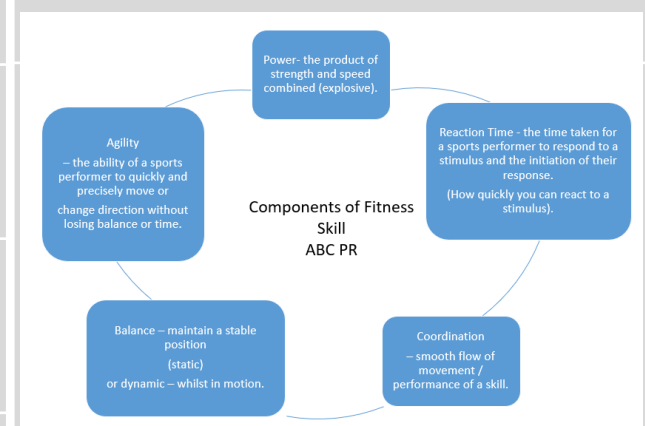 Power- the product of
strength and speed
combined (explosive).
Reaction Time - the time taken for
a sports performer to respond to a
stimulus and the initiation of their
response.
(How quickly you can react to a
stimulus).
Agility
– the ability of a sports
performer to quickly and
precisely move or
change direction without
losing balance or time.
Components of Fitness
Skill
ABC PR
Balance – maintain a stable
position
(static)
or dynamic – whilst in motion.
Coordination
– smooth flow of
movement /
performance of a skill.